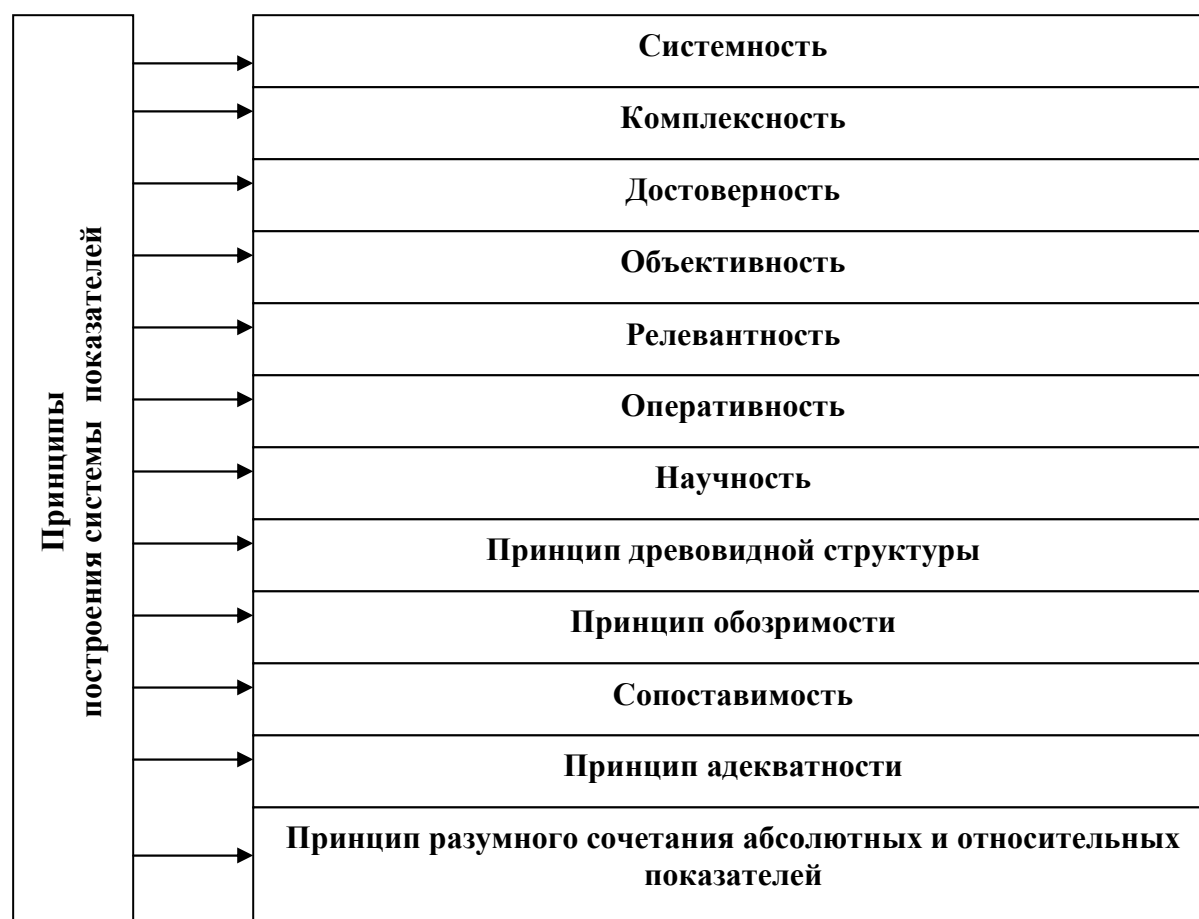 Принципы
построения системы показателей
Системность
Комплексность
Достоверность
Объективность
Релевантность
Оперативность
Научность
Принцип древовидной структуры
Принцип обозримости
Сопоставимость
Принцип адекватности
Принцип разумного сочетания абсолютных и относительных
показателей